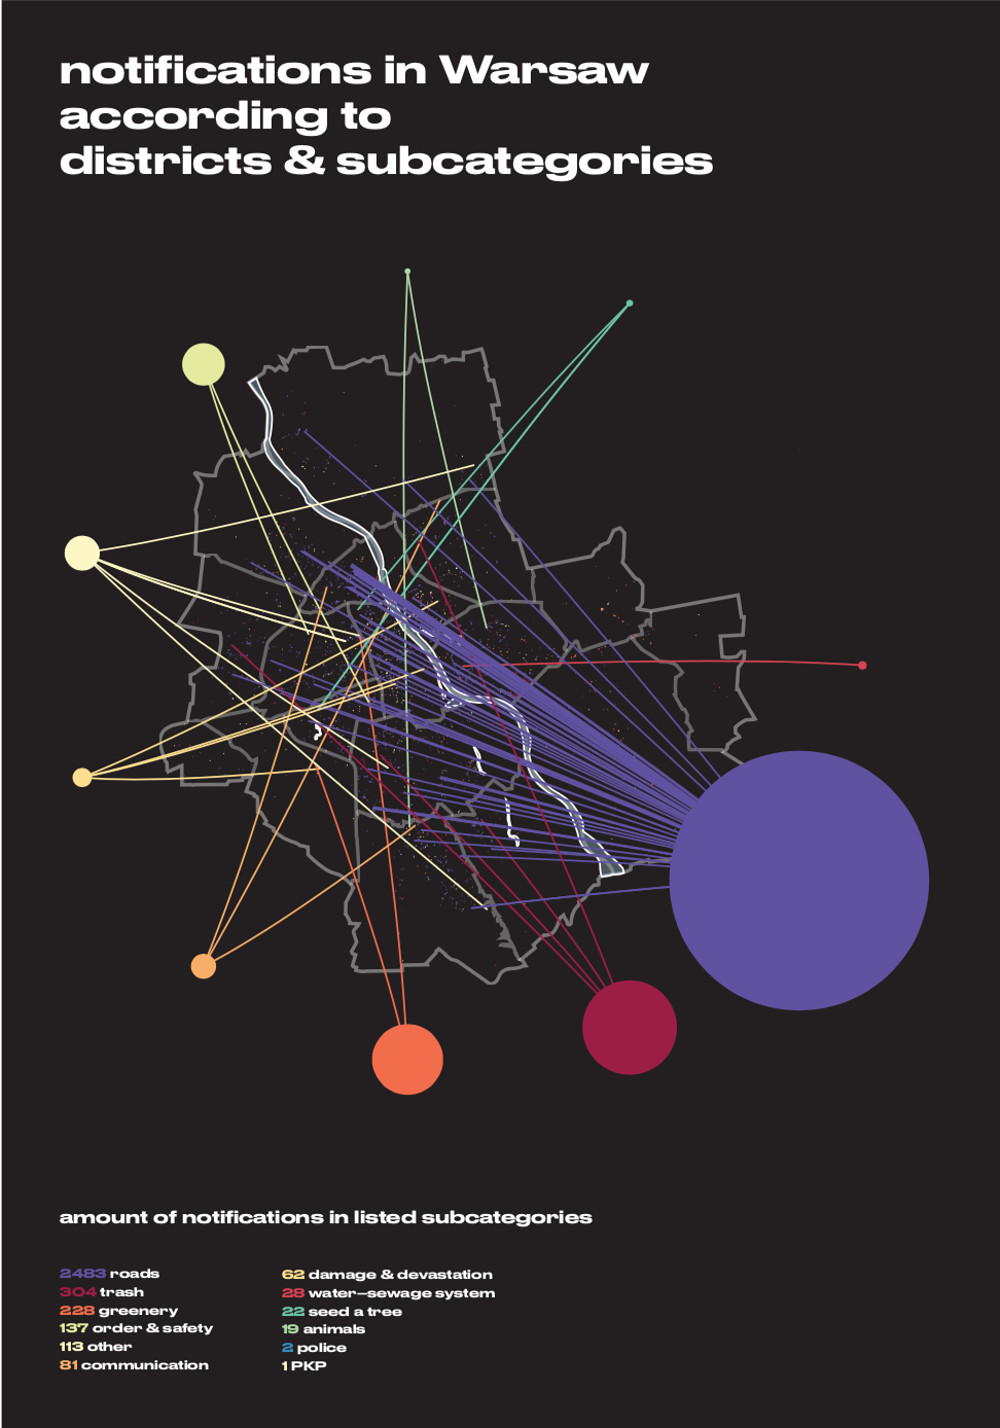 notifications in Warsaw
according to
districts & subcategories
amount of notifications in listed subcategories
2483 roads
304 trash
228 greenery
137 order & safety
113 other
81 communication
62 damage & devastation
28 water–sewage system
22 seed a tree
19 animals
2 police
1 PKP